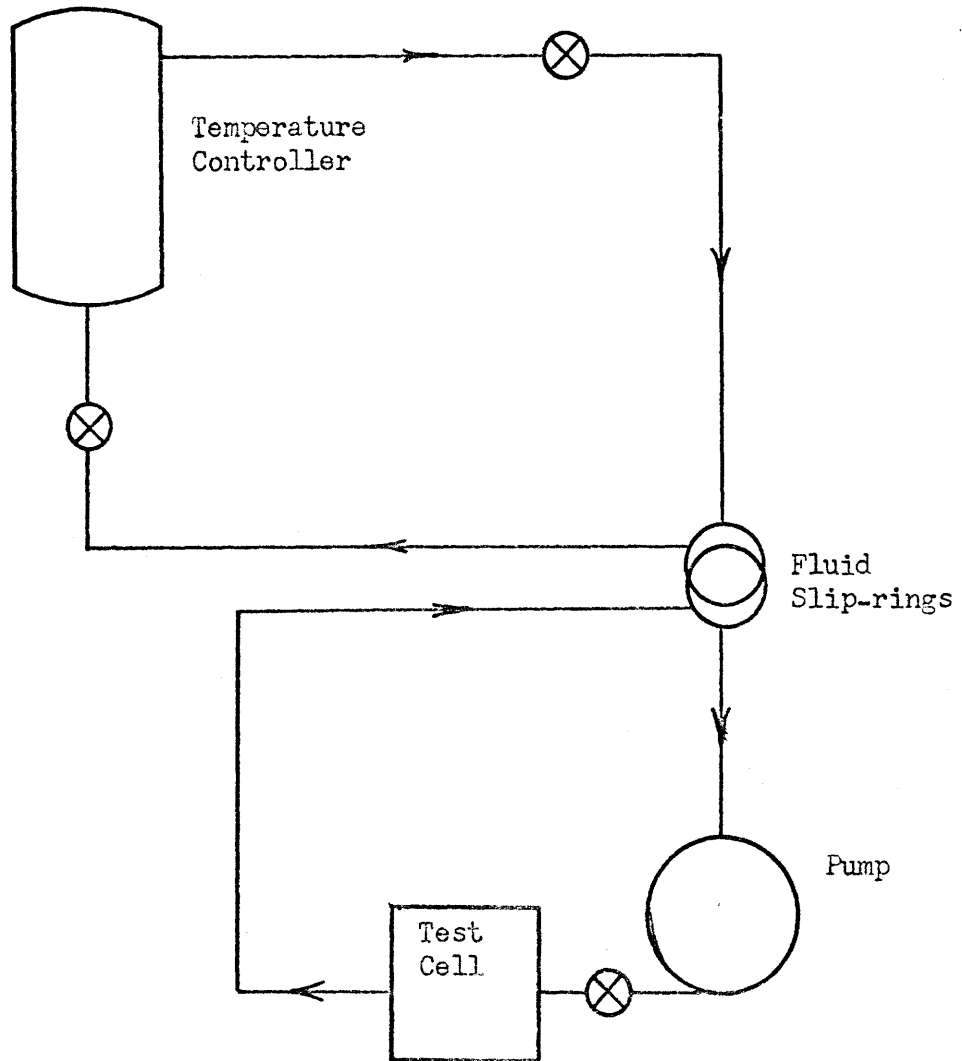 Temperature
Controller
Fluid
Slip-rings
Pump
Test
Cell